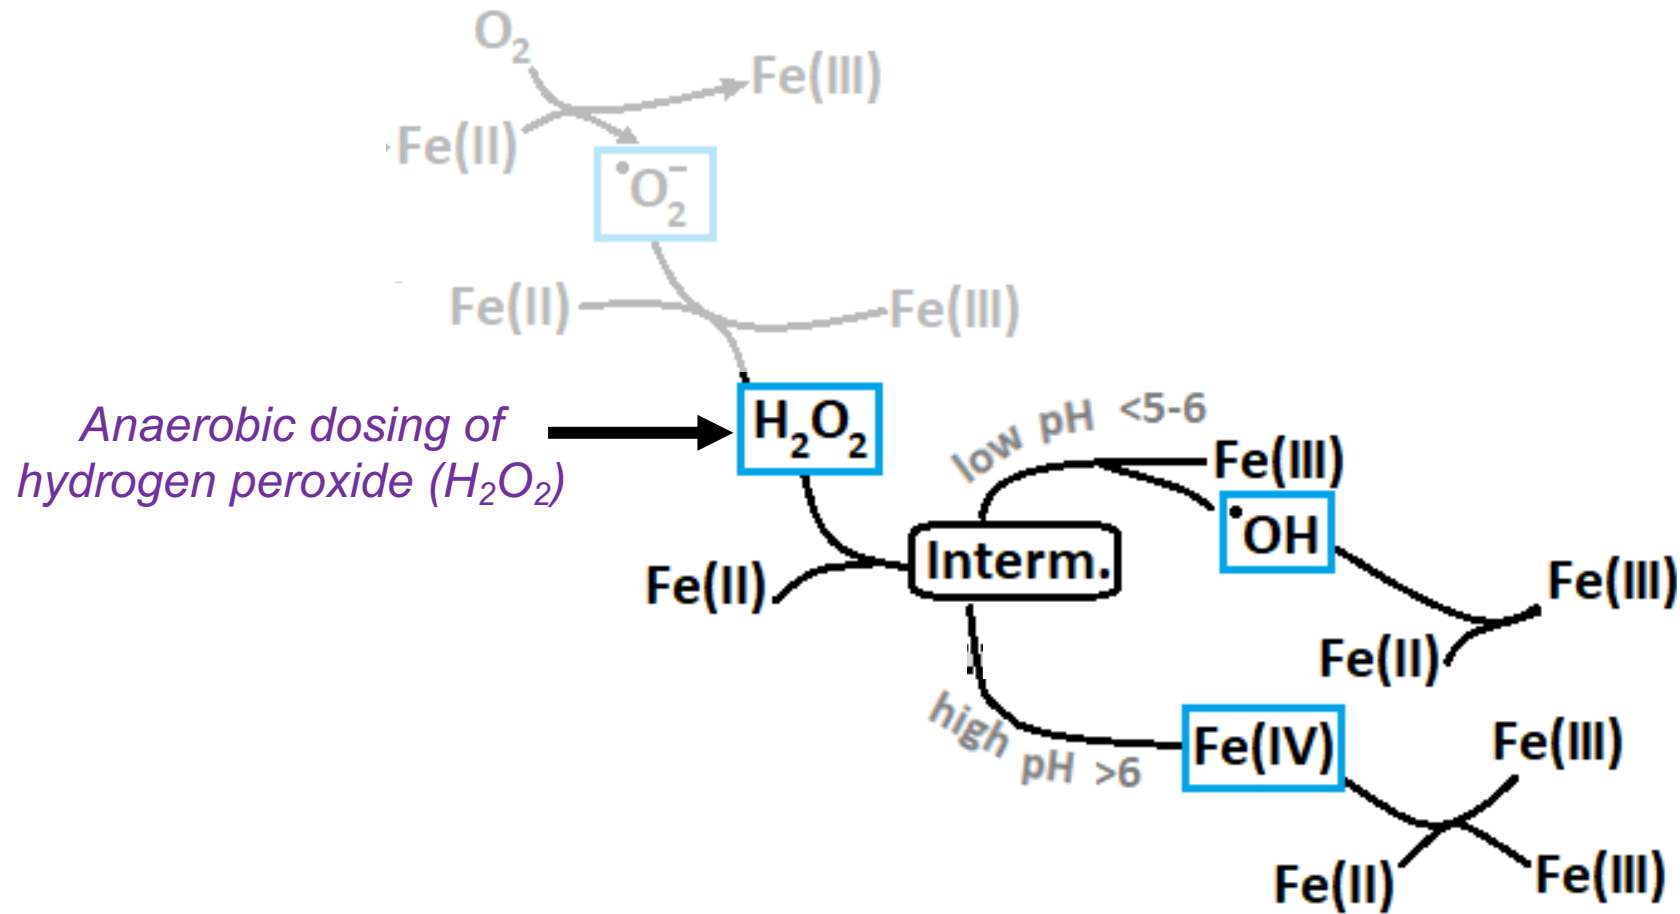 O₂
Fe(III)
Fe(II)
•O₂⁻
Fe(II)
Fe(III)
Anaerobic dosing of
hydrogen peroxide (H₂O₂)
H₂O₂
low pH <5-6
Fe(III)
•OH
Interm.
Fe(II)
Fe(III)
Fe(II)
high pH >6
Fe(IV)
Fe(III)
Fe(II)
Fe(III)